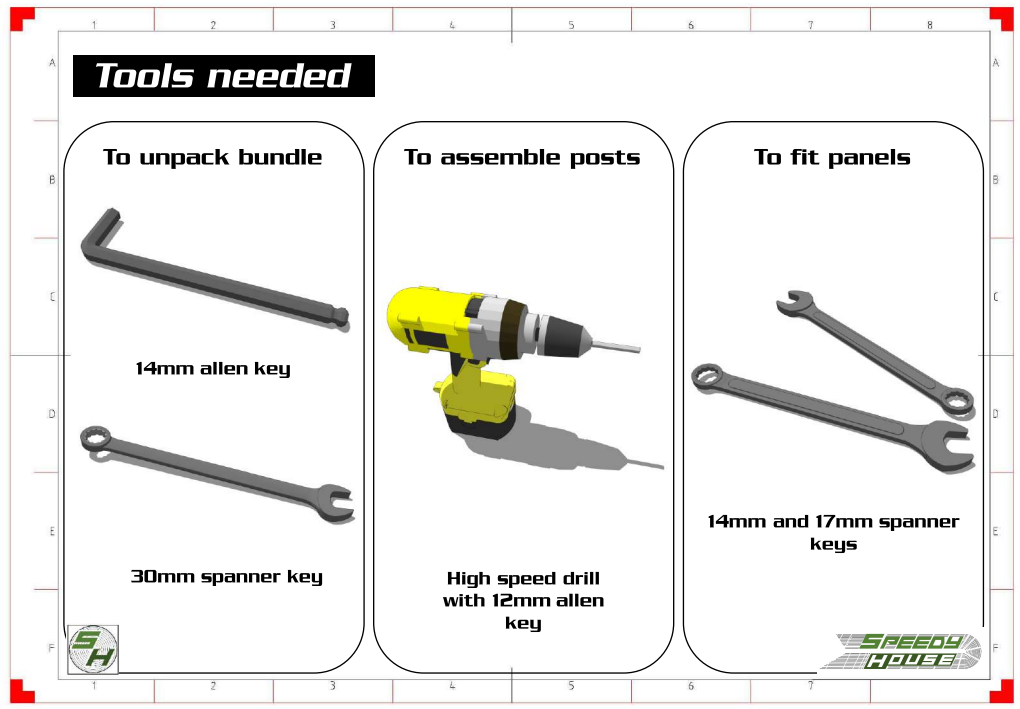 1 2 3 4 5 6 7 8
A A
Tools needed
To unpack bundle
To assemble posts
To fit panels
B B
C C
14mm allen key
D D
14mm and 17mm spanner
keys
E E
30mm spanner key
High speed drill
with 12mm allen
key
F F
SH
SPEEDY
HOUSE
1 2 3 4 5 6 7